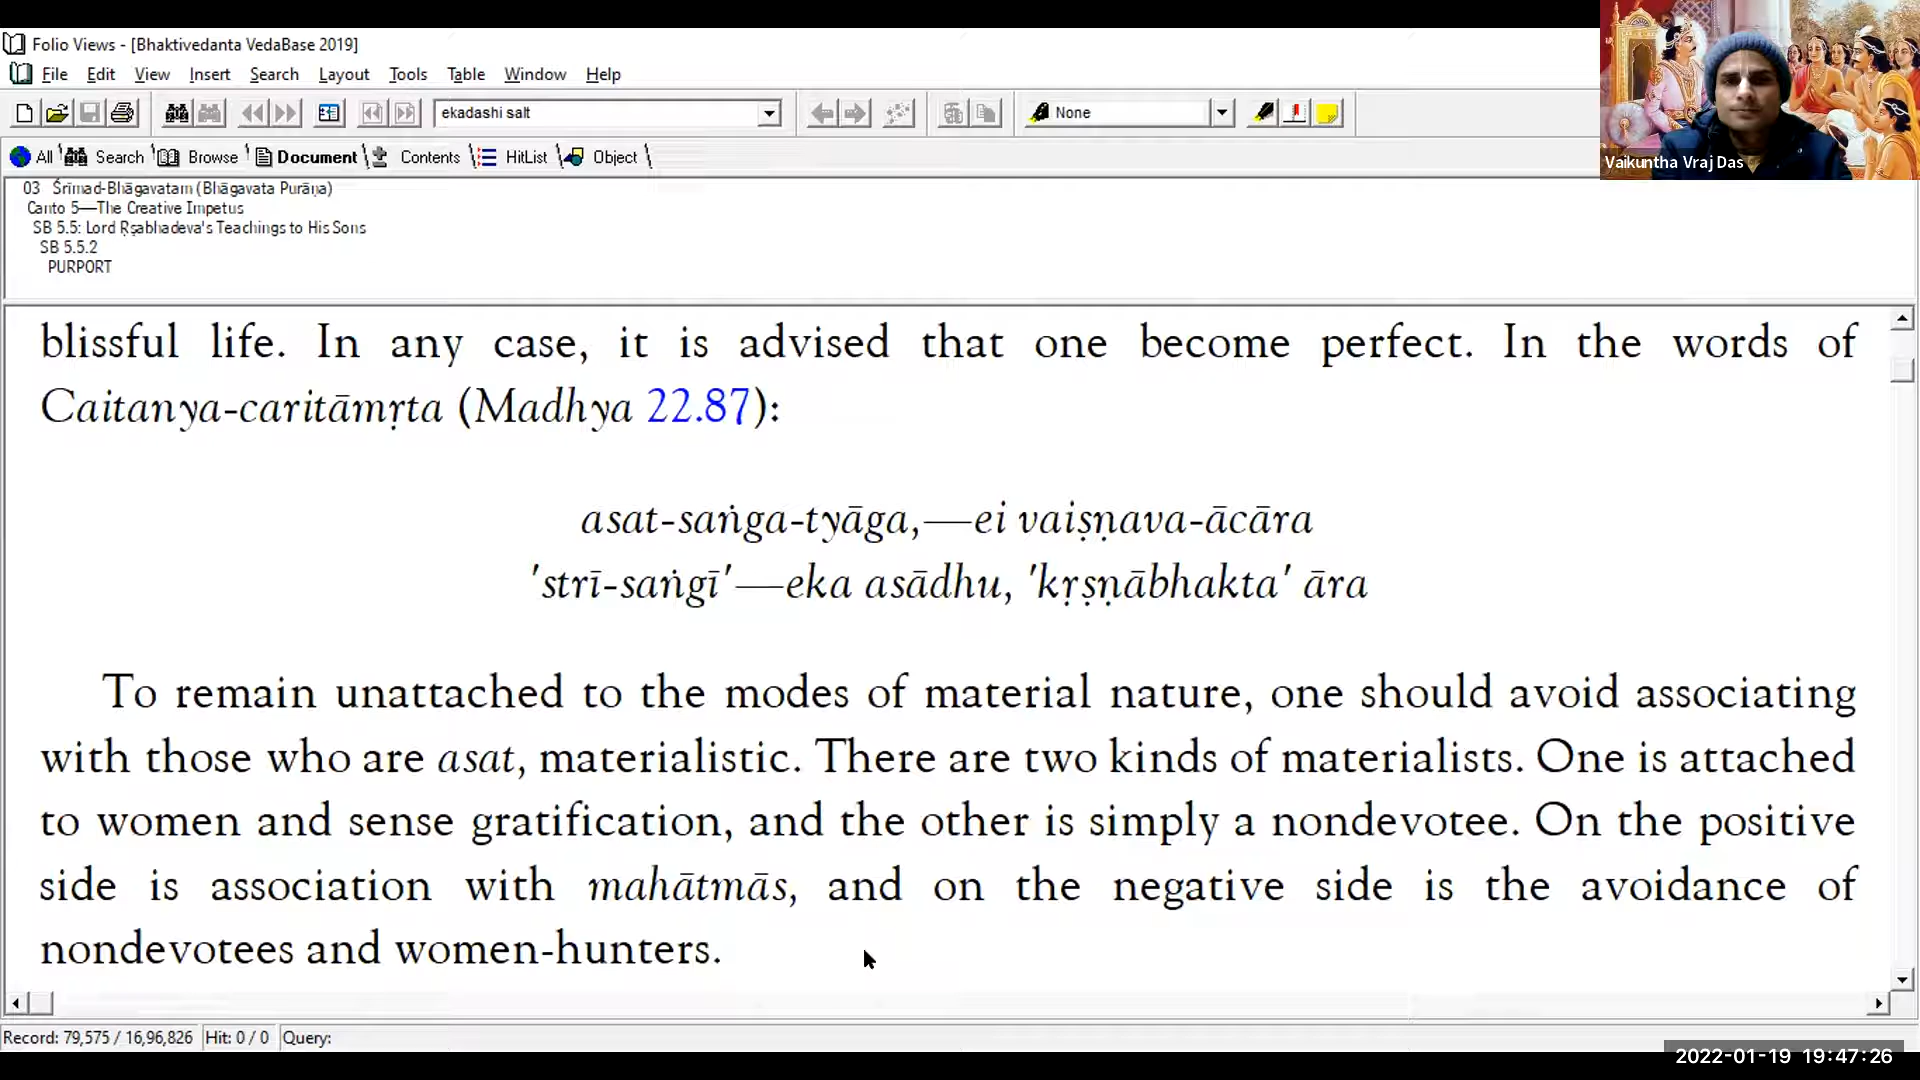 Folio Views - [Bhaktivedanta VedaBase 2019]
File Edit View Insert Search Layout Tools Table Window Help
ekadashi salt
None
All Search Browse Document Contents HitList Object
Vaikuntha Vraj Das
03 Śrīmad-Bhāgavatam (Bhāgavata Purāṇa)
Canto 5—The Creative Impetus
SB 5.5: Lord Ṛṣabhadeva's Teachings to His Sons
SB 5.5.2
PURPORT
blissful life. In any case, it is advised that one become perfect. In the words of
Caitanya-caritāmṛta (Madhya 22.87):
asat-saṅga-tyāga,—ei vaiṣṇava-ācāra
'strī-saṅgī'—eka asādhu, 'kṛṣṇābhakta' āra
To remain unattached to the modes of material nature, one should avoid associating
with those who are asat, materialistic. There are two kinds of materialists. One is attached
to women and sense gratification, and the other is simply a nondevotee. On the positive
side is association with mahātmās, and on the negative side is the avoidance of
nondevotees and women-hunters.
Record: 79,575 / 16,96,826 Hit: 0 / 0 Query:
2022-01-19 19:47:26